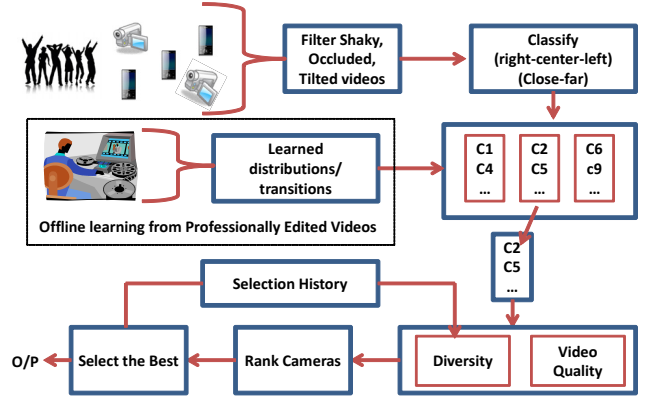 Filter Shaky,
Occluded,
Tilted videos
Classify
(right-center-left)
(Close-far)
Learned
distributions/
transitions
Offline learning from Professionally Edited Videos
C1
C4
…
C2
C5
…
C6
c9
…
C2
C5
…
Selection History
O/P
Select the Best
Rank Cameras
Diversity
Video
Quality